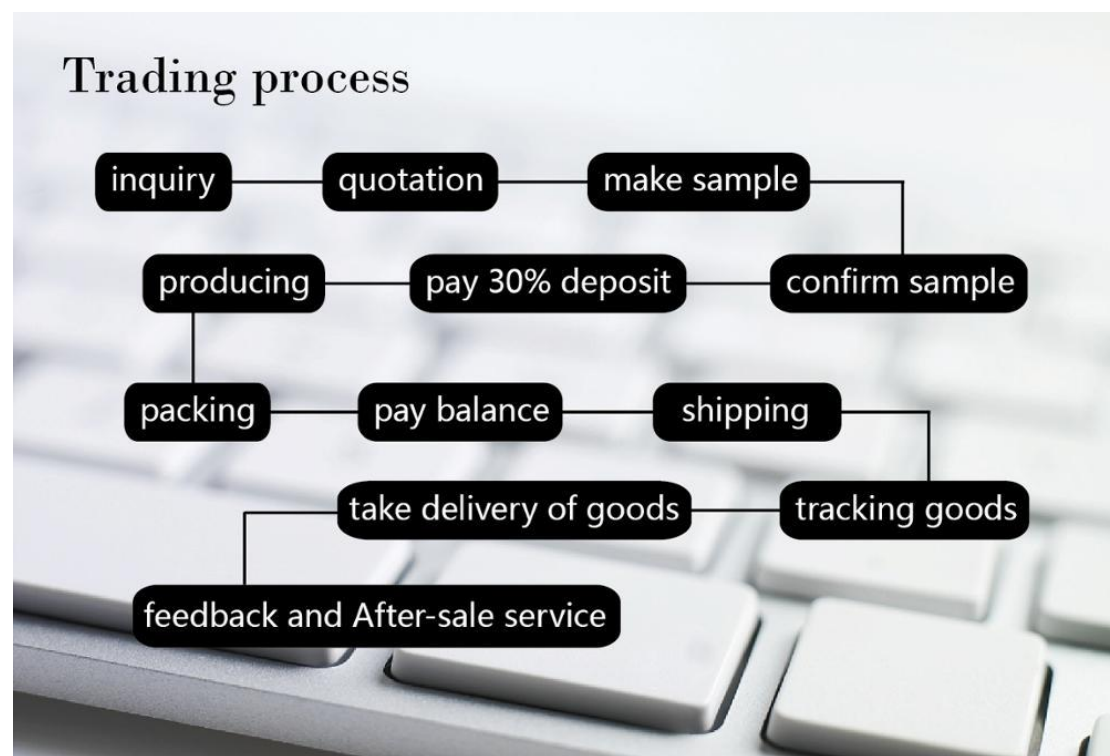 Trading process
inquiry
quotation
make sample
confirm sample
pay 30% deposit
producing
packing
pay balance
shipping
tracking goods
take delivery of goods
feedback and After-sale service